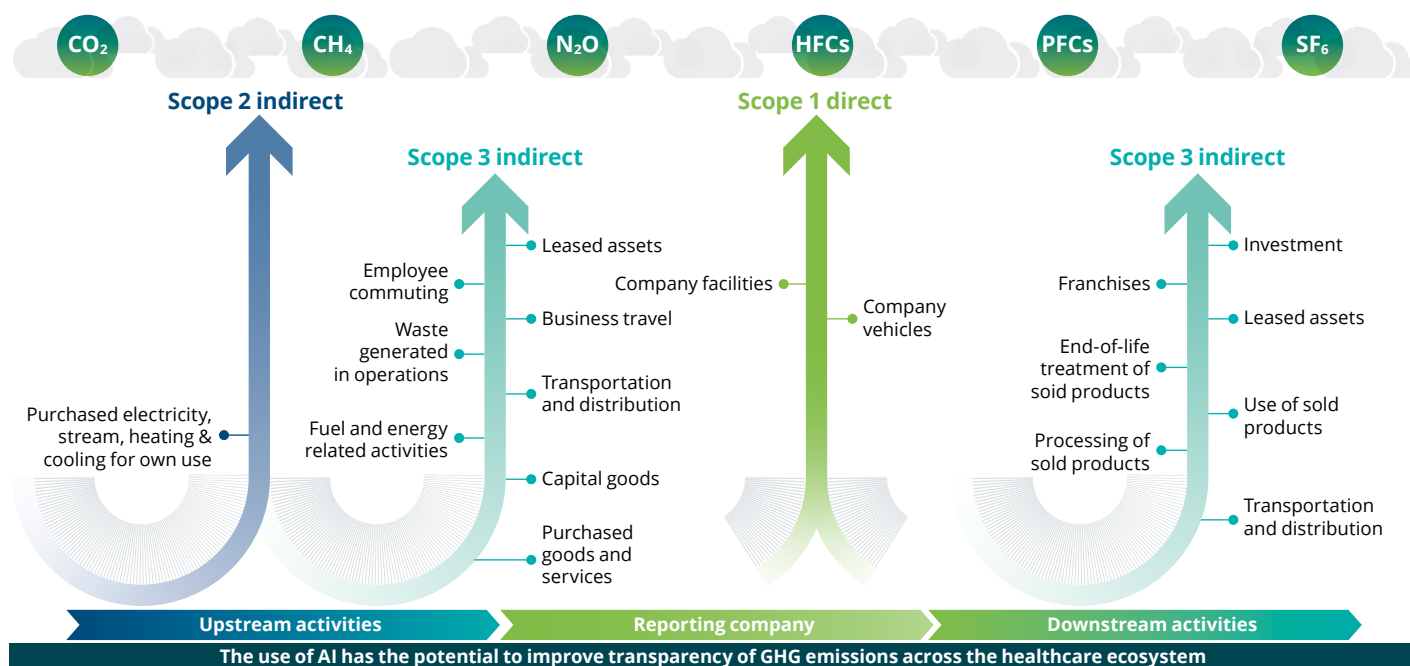 CO₂
CH₄
N₂O
HFCs
PFCs
SF₆
Scope 2 indirect
Purchased electricity,
stream, heating &
cooling for own use
Scope 3 indirect
Leased assets
Employee
commuting
Business travel
Waste
generated
in operations
Transportation
and distribution
Fuel and energy
related activities
Capital goods
Purchased
goods and
services
Scope 1 direct
Company facilities
Company
vehicles
Scope 3 indirect
Investment
Franchises
Leased assets
End-of-life
treatment of
soid products
Use of sold
products
Processing of
sold products
Transportation
and distribution
Upstream activities
Reporting company
Downstream activities
The use of AI has the potential to improve transparency of GHG emissions across the healthcare ecosystem